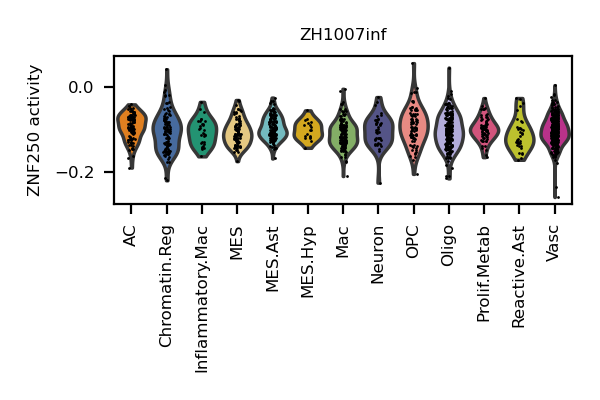 ZH1007inf
ZNF250 activity
0.0
−0.2
AC
Chromatin.Reg
Inflammatory.Mac
MES
MES.Ast
MES.Hyp
Mac
Neuron
OPC
Oligo
Prolif.Metab
Reactive.Ast
Vasc